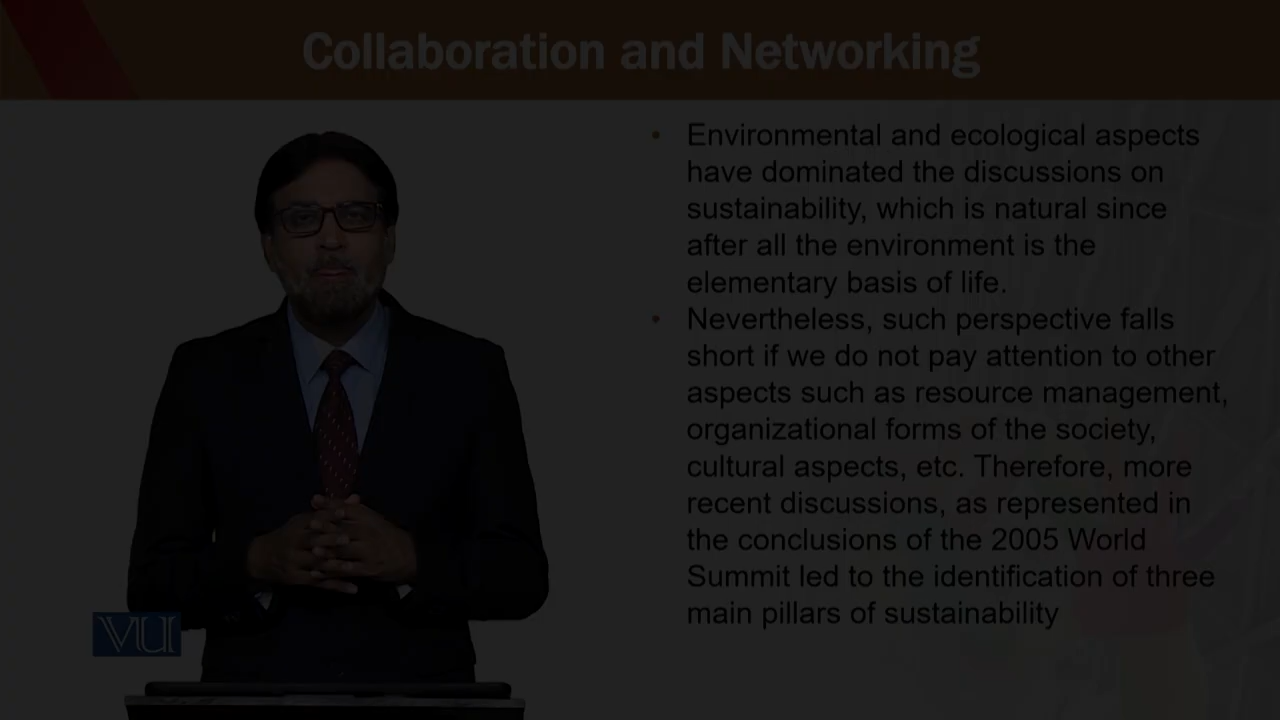 Collaboration and Networking
• Environmental and ecological aspects
have dominated the discussions on
sustainability, which is natural since
after all the environment is the
elementary basis of life.
• Nevertheless, such perspective falls
short if we do not pay attention to other
aspects such as resource management,
organizational forms of the society,
cultural aspects, etc. Therefore, more
recent discussions, as represented in
the conclusions of the 2005 World
Summit led to the identification of three
main pillars of sustainability
VU